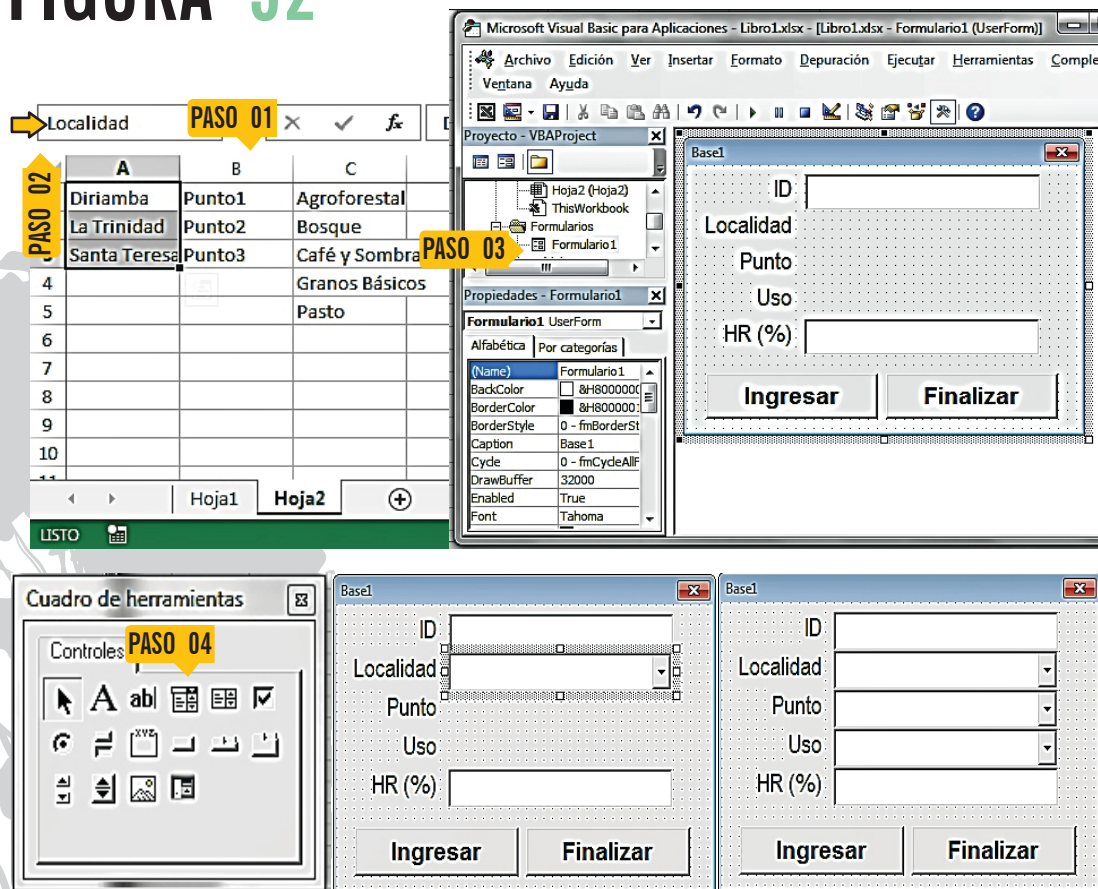 FIGURA 52
Localidad
PASO 01
fx
PASO 02
A B C
Diriamba Punto1 Agroforestal
La Trinidad Punto2 Bosque
Santa Teresa Punto3 Café y Sombra
4 Granos Básicos
5 Pasto
6
7
8
9
10
Hoja1 Hoja2
LISTO
Microsoft Visual Basic para Aplicaciones - Libro1.xlsx - [Libro1.xlsx - Formulario1 (UserForm)]
Archivo Edición Ver Insertar Formato Depuración Ejecutar Herramientas Comple
Ventana Ayuda
Proyecto - VBAProject
Hoja2 (Hoja2)
ThisWorkbook
Formularios
Formulario1
PASO 03
Propiedades - Formulario1
Formulario1 UserForm
Alfabética Por categorías
(Name) Formulario1
BackColor &H8000000
BorderColor &H8000001
BorderStyle 0 - fmBorderSt
Caption Base1
Cycle 0 - fmCycleAllF
DrawBuffer 32000
Enabled True
Font Tahoma
Base1
ID
Localidad
Punto
Uso
HR (%)
Ingresar Finalizar
Cuadro de herramientas
Controles
PASO 04
A abl
XYZ
Base1
ID
Localidad
Punto
Uso
HR (%)
Ingresar Finalizar
Base1
ID
Localidad
Punto
Uso
HR (%)
Ingresar Finalizar